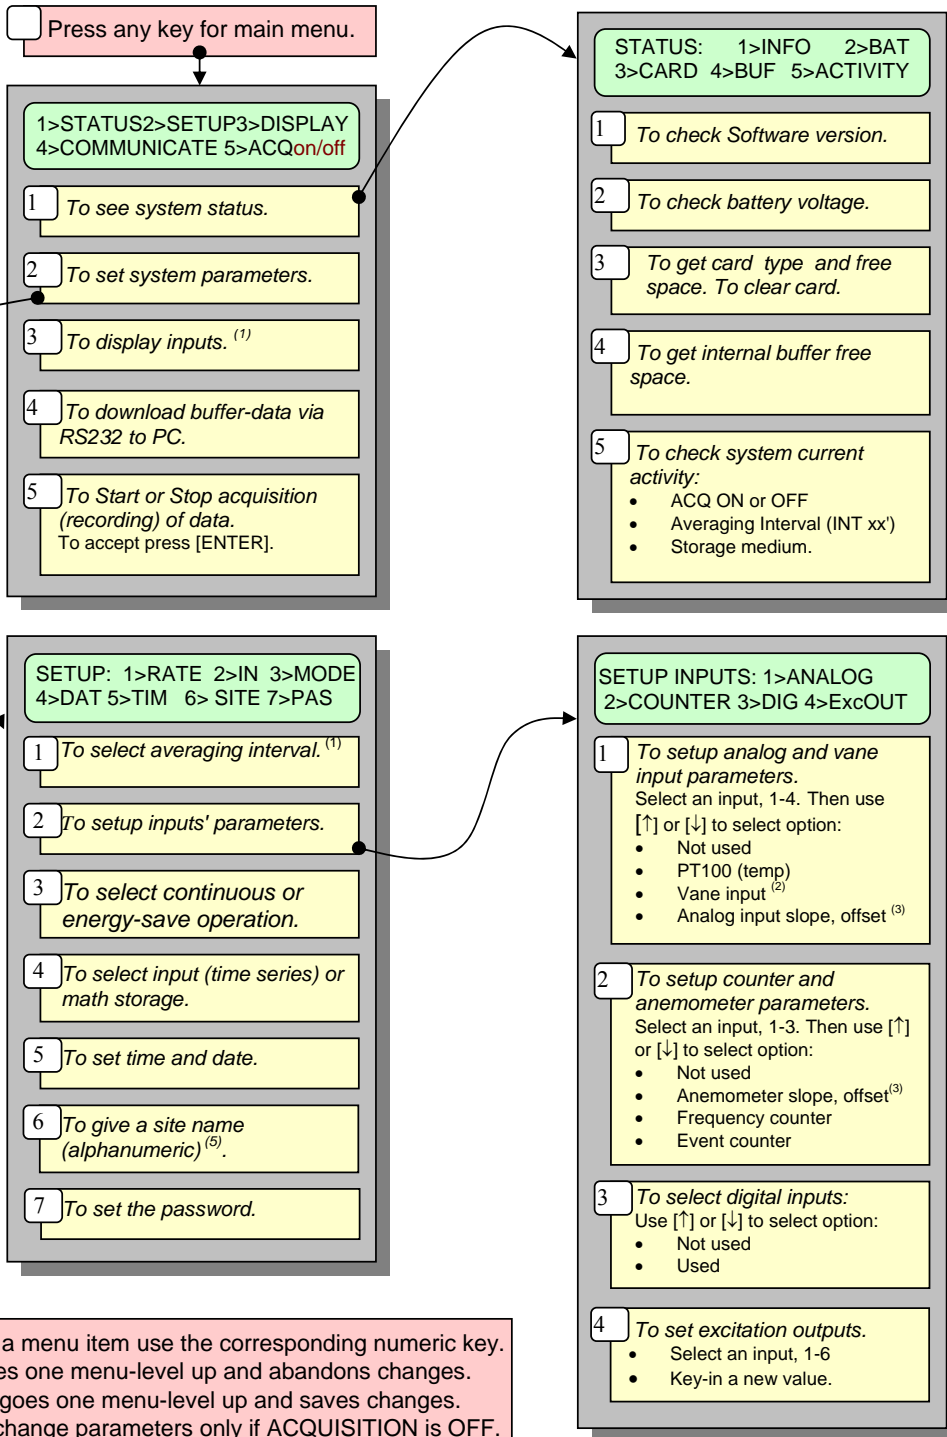 Press any key for main menu.
1>STATUS2>SETUP3>DISPLAY
4>COMMUNICATE 5>ACQon/off
1
To see system status.
2
To set system parameters.
3
To display inputs. (1)
4
To download buffer-data via
RS232 to PC.
5
To Start or Stop acquisition
(recording) of data.
To accept press [ENTER].
STATUS: 1>INFO 2>BAT
3>CARD 4>BUF 5>ACTIVITY
1
To check Software version.
2
To check battery voltage.
3
To get card type and free
space. To clear card.
4
To get internal buffer free
space.
5
To check system current
activity:
• ACQ ON or OFF
• Averaging Interval (INT xx')
• Storage medium.
SETUP: 1>RATE 2>IN 3>MODE
4>DAT 5>TIM 6> SITE 7>PAS
1
To select averaging interval. (1)
2
To setup inputs' parameters.
3
To select continuous or
energy-save operation.
4
To select input (time series) or
math storage.
5
To set time and date.
6
To give a site name
(alphanumeric) (5).
7
To set the password.
SETUP INPUTS: 1>ANALOG
2>COUNTER 3>DIG 4>ExcOUT
1
To setup analog and vane
input parameters.
Select an input, 1-4. Then use
[↑] or [↓] to select option:
• Not used
• PT100 (temp)
• Vane input (2)
• Analog input slope, offset (3)
2
To setup counter and
anemometer parameters.
Select an input, 1-3. Then use [↑]
or [↓] to select option:
• Not used
• Anemometer slope, offset(3)
• Frequency counter
• Event counter
3
To select digital inputs:
Use [↑] or [↓] to select option:
• Not used
• Used
4
To set excitation outputs.
• Select an input, 1-6
• Key-in a new value.
a menu item use the corresponding numeric key.
es one menu-level up and abandons changes.
goes one menu-level up and saves changes.
change parameters only if ACQUISITION is OFF.